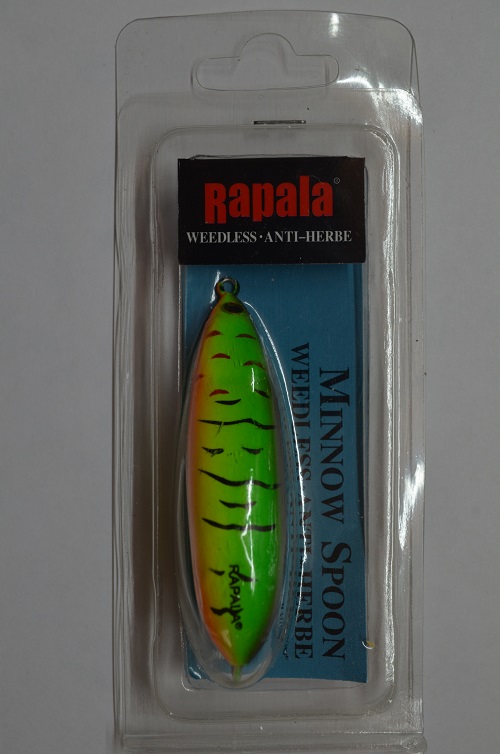 Rapala®
WEEDLESS · ANTI-HERBE
MINNOW SPOON
WEEDLESS ANTI-HERBE
RAPALA®